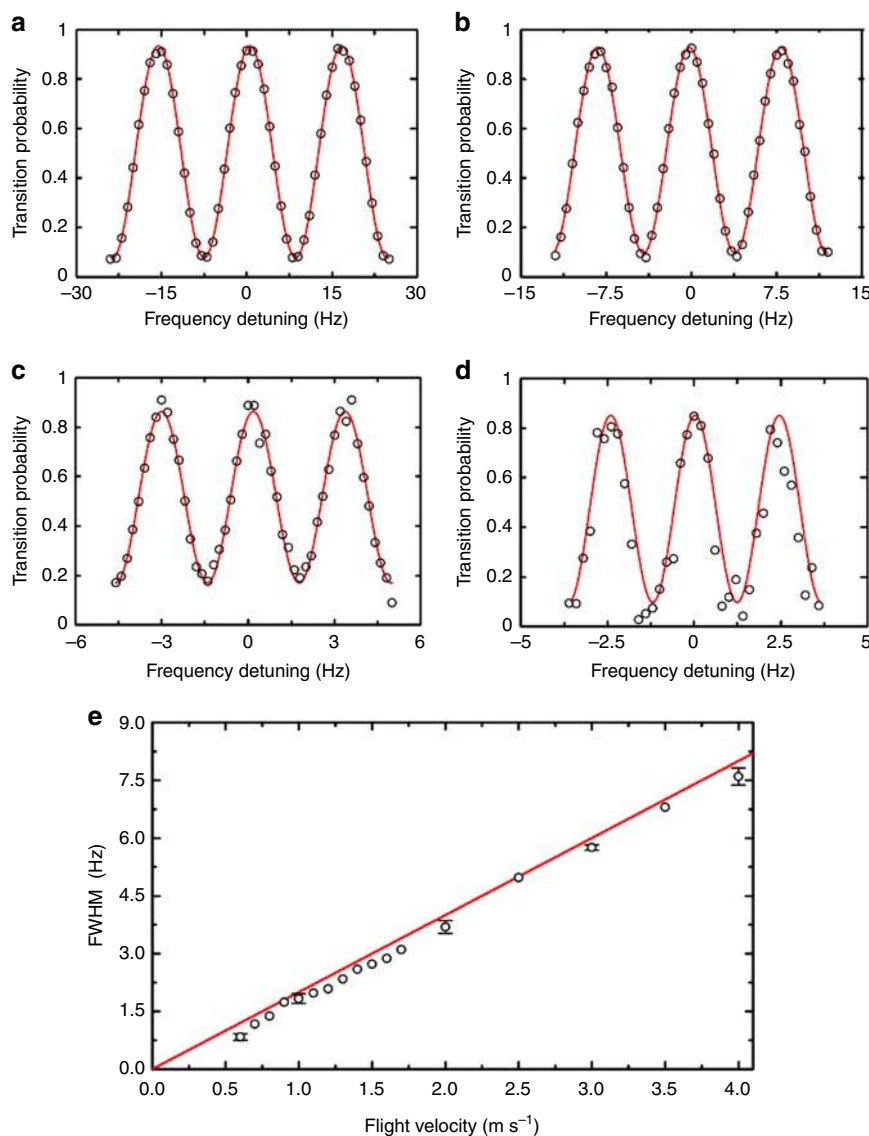 a
Transition probability
1
0.8
0.6
0.4
0.2
0
−30 −15 0 15 30
Frequency detuning (Hz)
b
Transition probability
1
0.8
0.6
0.4
0.2
0
−15 −7.5 0 7.5 15
Frequency detuning (Hz)
c
Transition probability
1
0.8
0.6
0.4
0.2
0
−6 −3 0 3 6
Frequency detuning (Hz)
d
Transition probability
1
0.8
0.6
0.4
0.2
0
−5 −2.5 0 2.5 5
Frequency detuning (Hz)
e
FWHM (Hz)
9.0
7.5
6.0
4.5
3.0
1.5
0.0
0.0 0.5 1.0 1.5 2.0 2.5 3.0 3.5 4.0
Flight velocity (m s⁻¹)